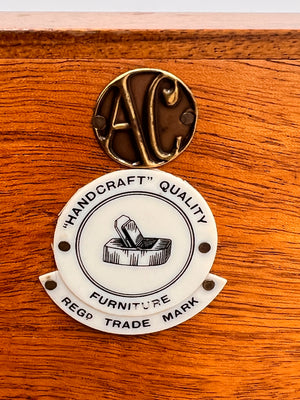 AC
"HANDCRAFT" QUALITY
FURNITURE
REGD TRADE MARK